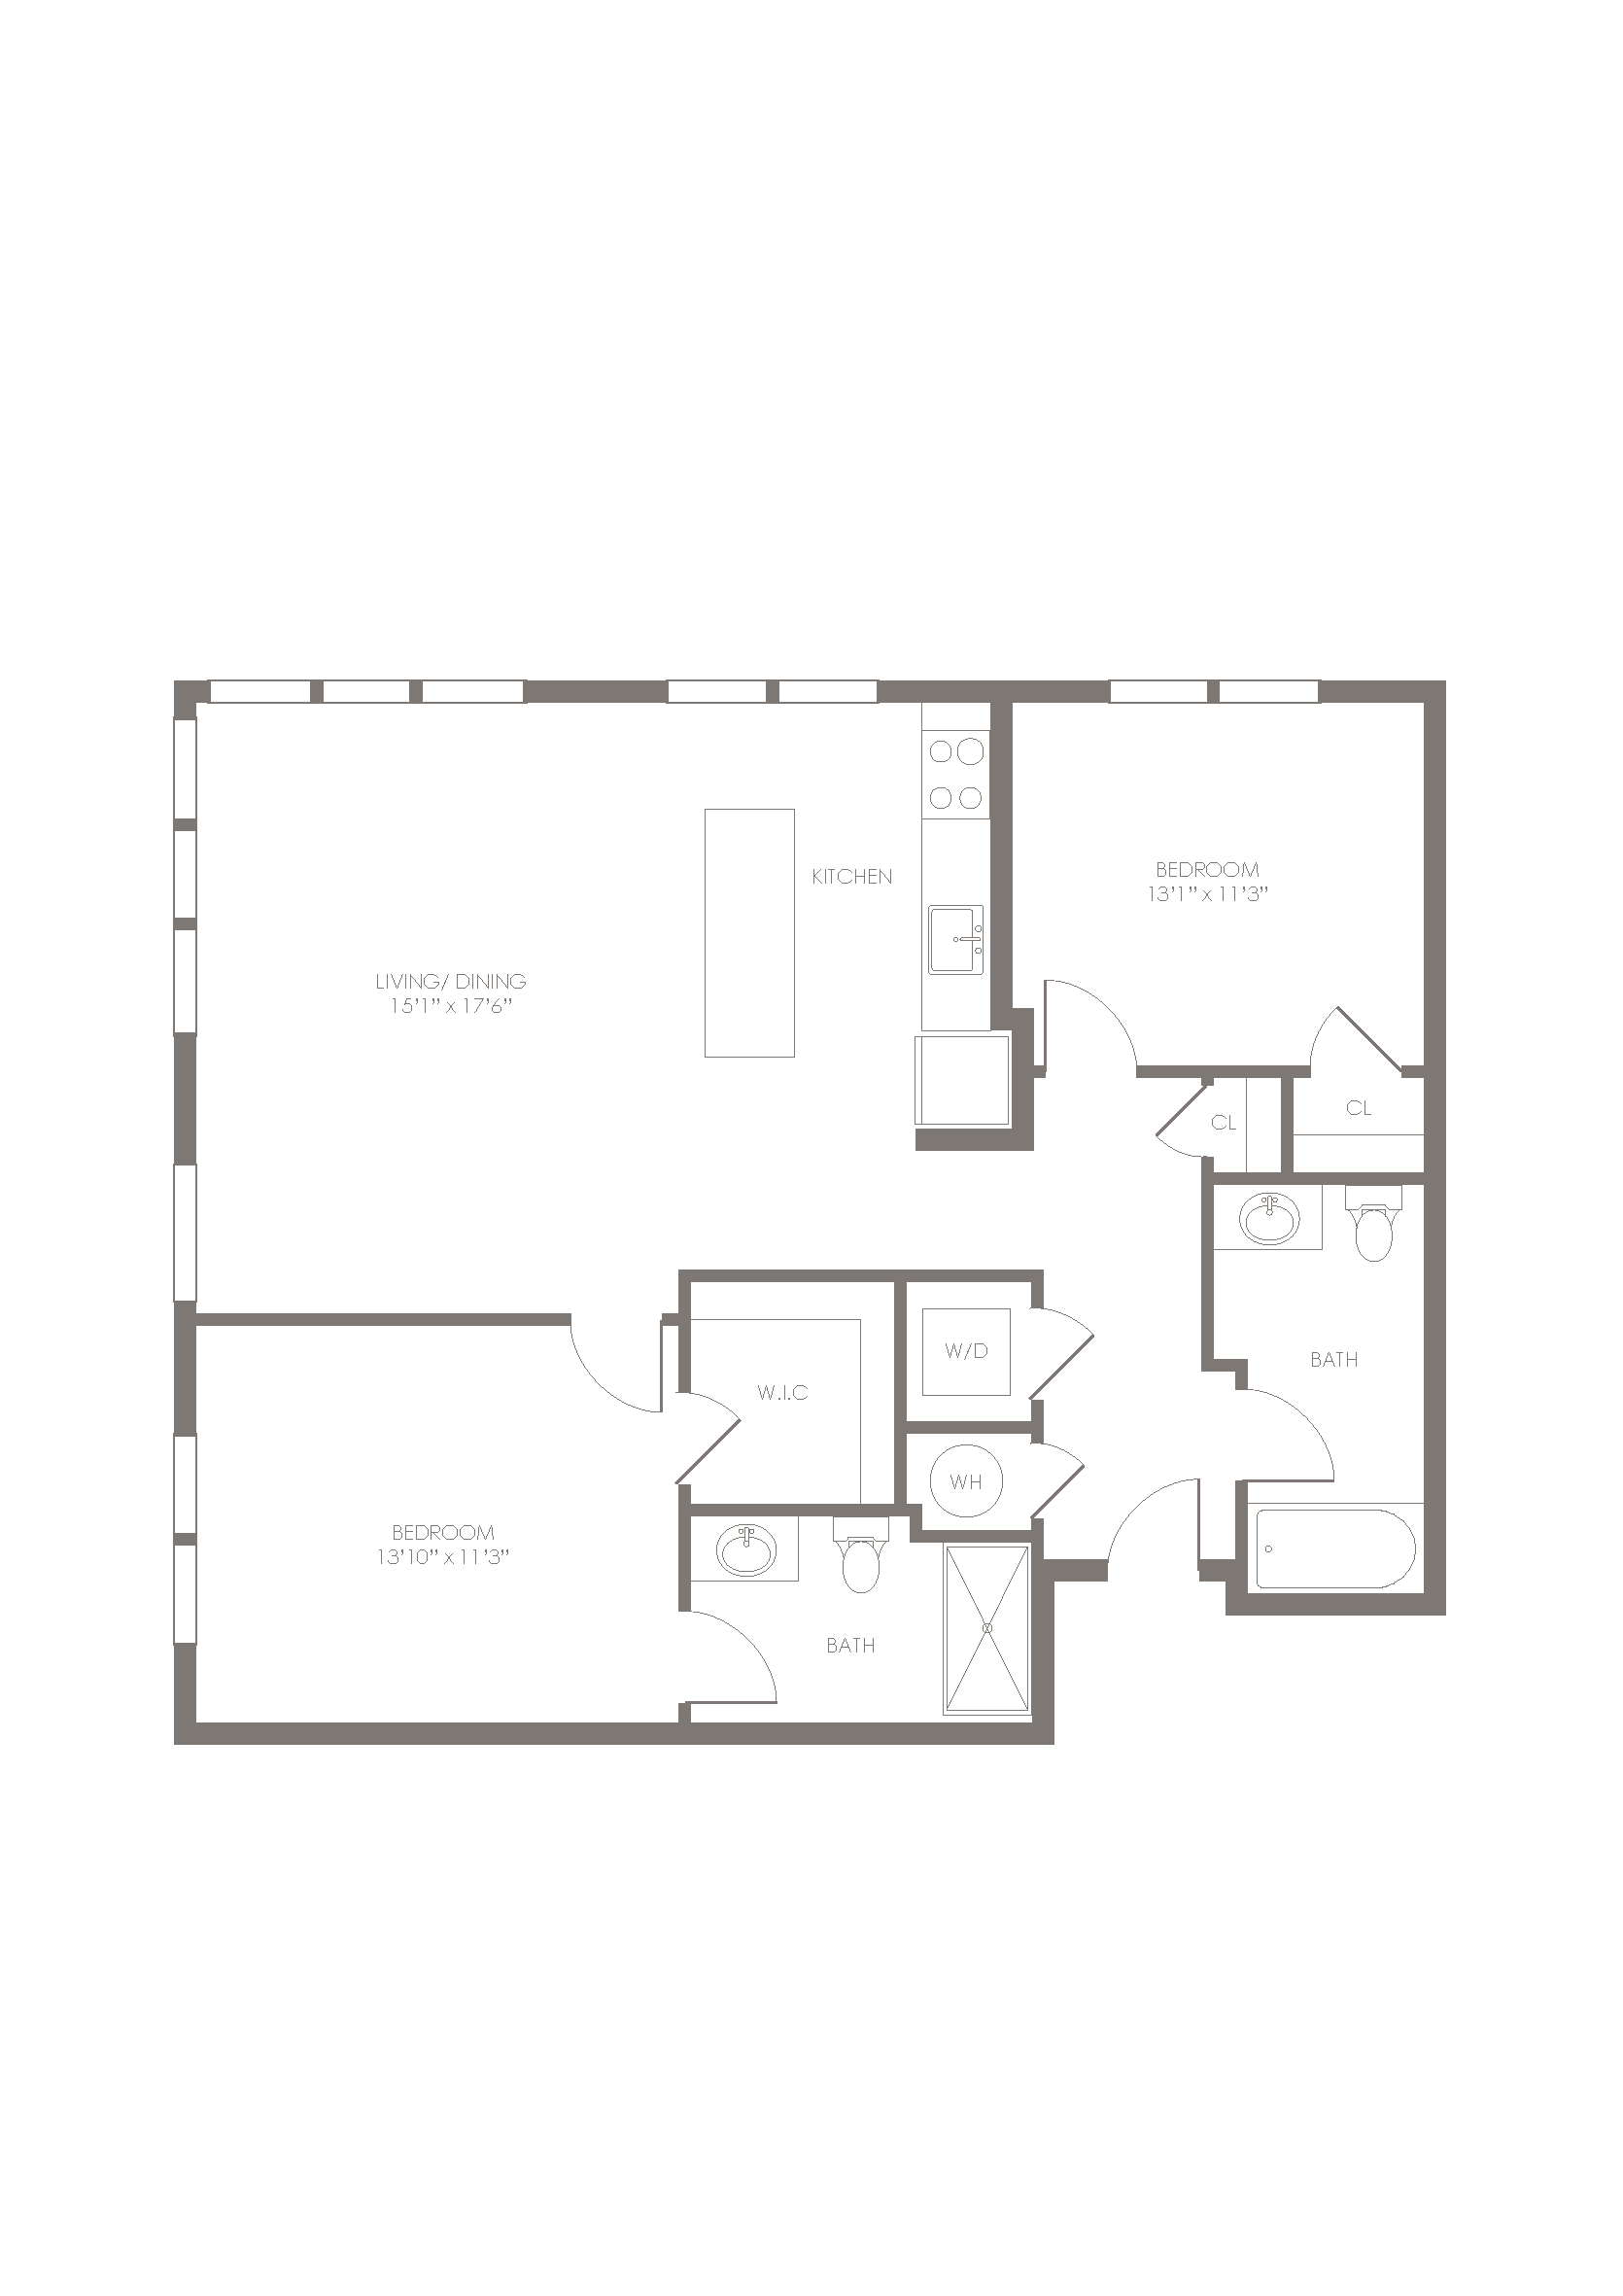 BEDROOM
13’1” x 11’3”
KITCHEN
LIVING/ DINING
15’1” x 17’6”
CL
CL
W/D
BATH
W.I.C
WH
BEDROOM
13’10” x 11’3”
BATH